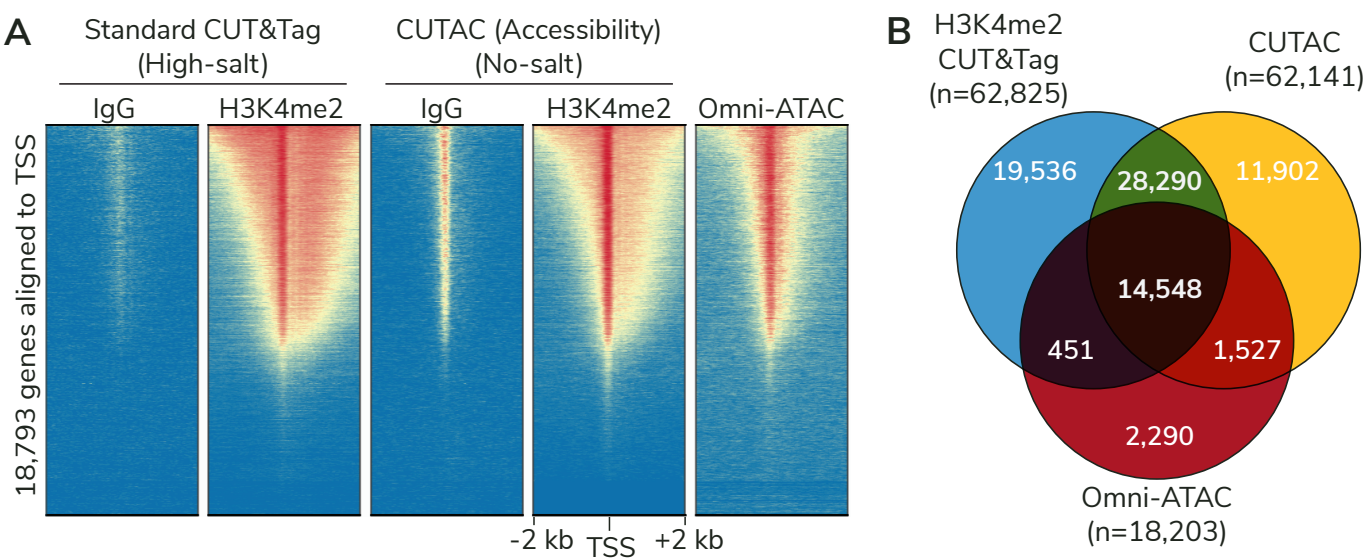 A
Standard CUT&Tag
(High-salt)
CUTAC (Accessibility)
(No-salt)
IgG
H3K4me2
IgG
H3K4me2
Omni-ATAC
18,793 genes aligned to TSS
-2 kb
TSS
+2 kb
B
H3K4me2
CUT&Tag
(n=62,825)
CUTAC
(n=62,141)
19,536
28,290
11,902
14,548
451
1,527
2,290
Omni-ATAC
(n=18,203)